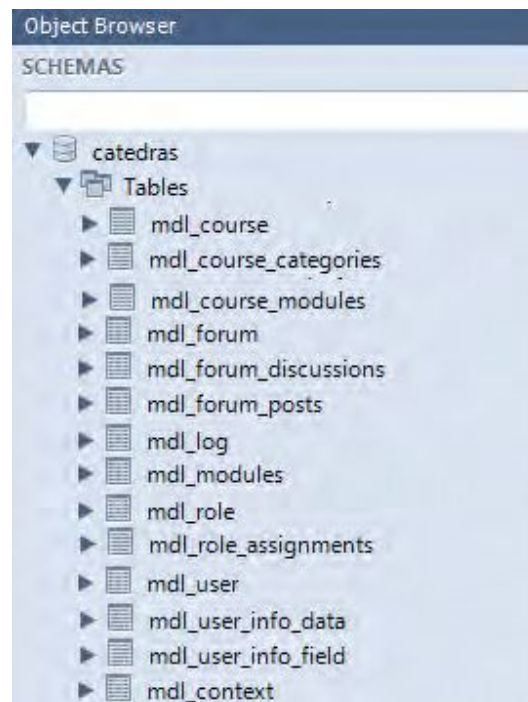 Object Browser
SCHEMAS
catedras
Tables
mdl_course
mdl_course_categories
mdl_course_modules
mdl_forum
mdl_forum_discussions
mdl_forum_posts
mdl_log
mdl_modules
mdl_role
mdl_role_assignments
mdl_user
mdl_user_info_data
mdl_user_info_field
mdl_context